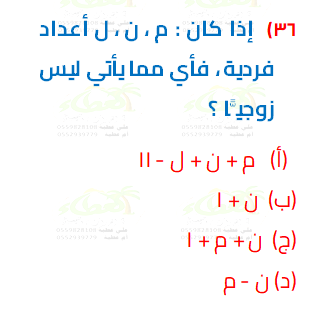 ٣٦) إذا كان : م ، ن ، ل أعداد
فردية ، فأي مما يأتي ليس
زوجيًّا ؟
(أ) م + ن + ل - ١١
(ب) ن + ١
(ج) ن + م + ١
(د) ن - م